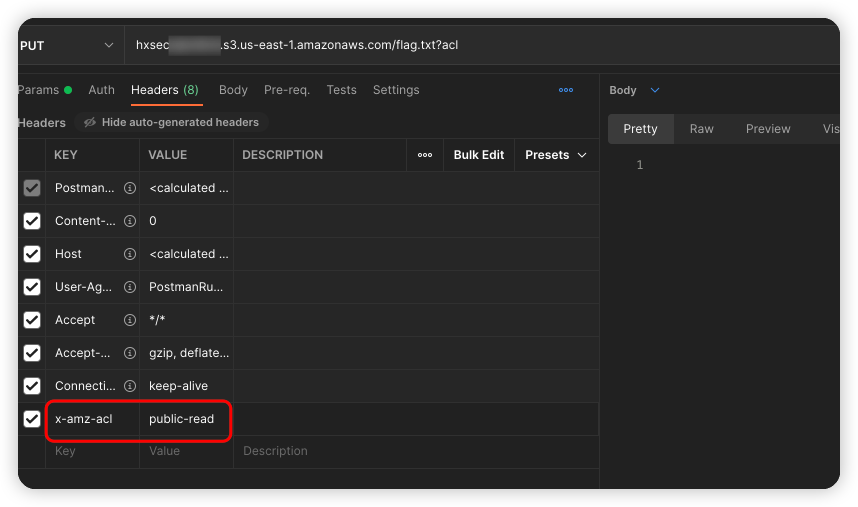 PUT
hxsec .s3.us-east-1.amazonaws.com/flag.txt?acl
Params Auth Headers (8) Body Pre-req. Tests Settings
Body
Headers Hide auto-generated headers
Pretty Raw Preview Vis
KEY VALUE DESCRIPTION Bulk Edit Presets
1
Postman... <calculated ...
Content-... 0
Host <calculated ...
User-Ag... PostmanRu...
Accept */*
Accept-... gzip, deflate...
Connecti... keep-alive
x-amz-acl public-read
Key Value Description